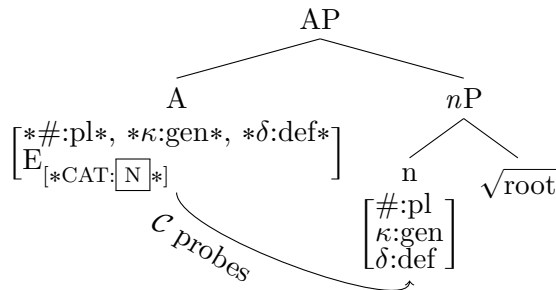 AP
A
nP
[*#:pl*, *κ:gen*, *δ:def*]
E[*CAT:N*]
n
√root
[#:pl
κ:gen
δ:def]
C probes